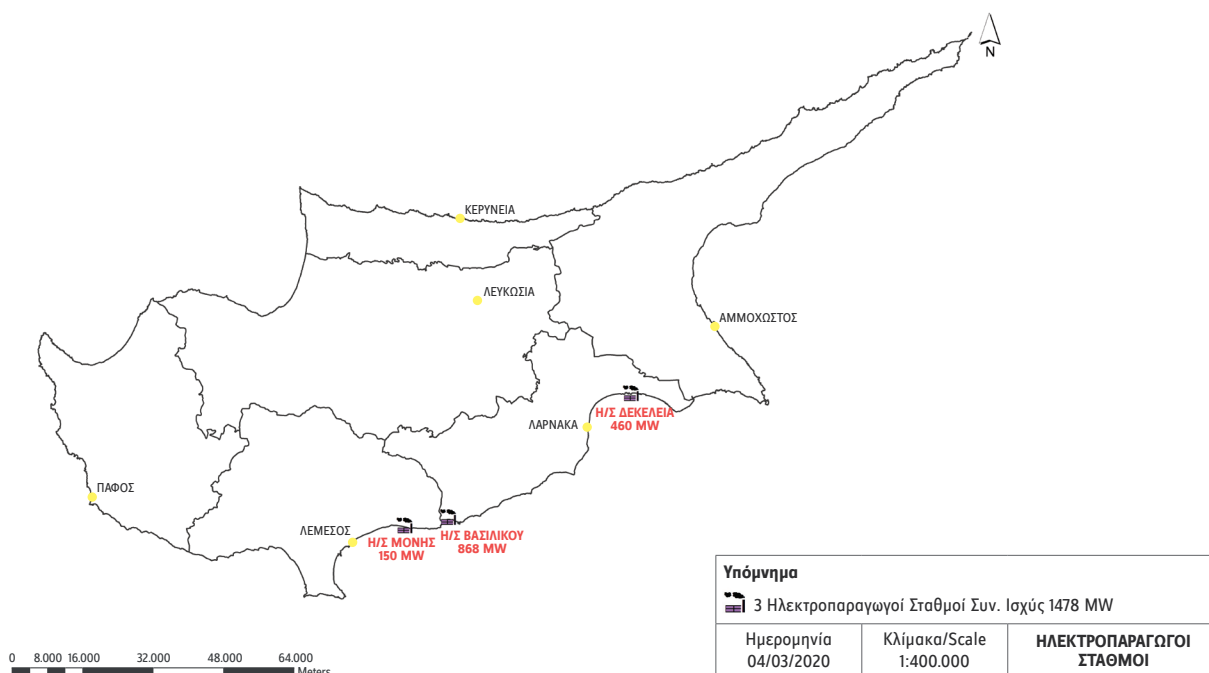 N
ΚΕΡΥΝΕΙΑ
ΛΕΥΚΩΣΙΑ
ΑΜΜΟΧΩΣΤΟΣ
Η/Σ ΔΕΚΕΛΕΙΑ
460 MW
ΛΑΡΝΑΚΑ
ΠΑΦΟΣ
ΛΕΜΕΣΟΣ
Η/Σ ΜΟΝΗΣ
150 MW
Η/Σ ΒΑΣΙΛΙΚΟΥ
868 MW
Υπόμνημα
3 Ηλεκτροπαραγωγοί Σταθμοί Συν. Ισχύς 1478 MW
Ημερομηνία
04/03/2020
Κλίμακα/Scale
1:400.000
ΗΛΕΚΤΡΟΠΑΡΑΓΩΓΟΙ
ΣΤΑΘΜΟΙ
0 8.000 16.000 32.000 48.000 64.000
Meters